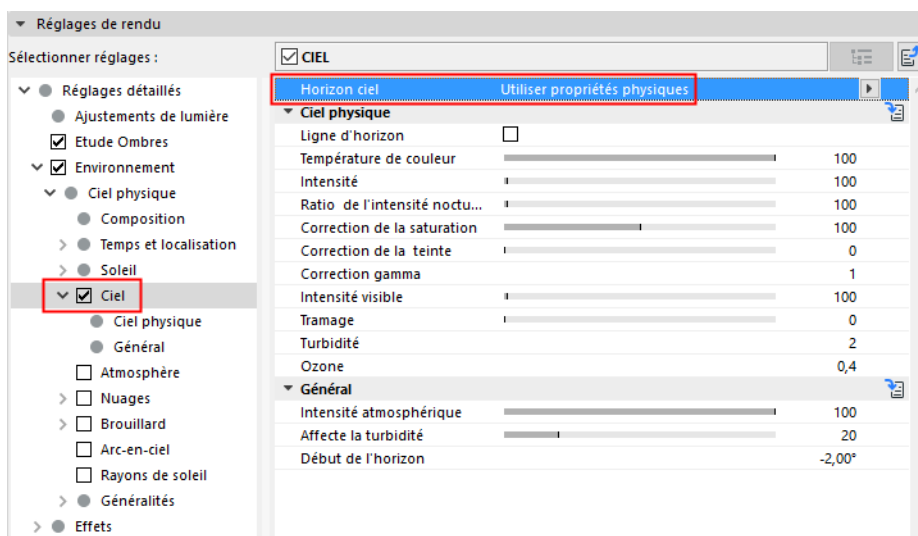 Réglages de rendu
Sélectionner réglages :
CIEL
Réglages détaillés
Ajustements de lumière
Etude Ombres
Environnement
Ciel physique
Composition
Temps et localisation
Soleil
Ciel
Ciel physique
Général
Atmosphère
Nuages
Brouillard
Arc-en-ciel
Rayons de soleil
Généralités
Effets
Horizon ciel Utiliser propriétés physiques
Ciel physique
Ligne d'horizon
Température de couleur 100
Intensité 100
Ratio de l'intensité noctu... 100
Correction de la saturation 100
Correction de la teinte 0
Correction gamma 1
Intensité visible 100
Tramage 0
Turbidité 2
Ozone 0,4
Général
Intensité atmosphérique 100
Affecte la turbidité 20
Début de l'horizon -2,00°